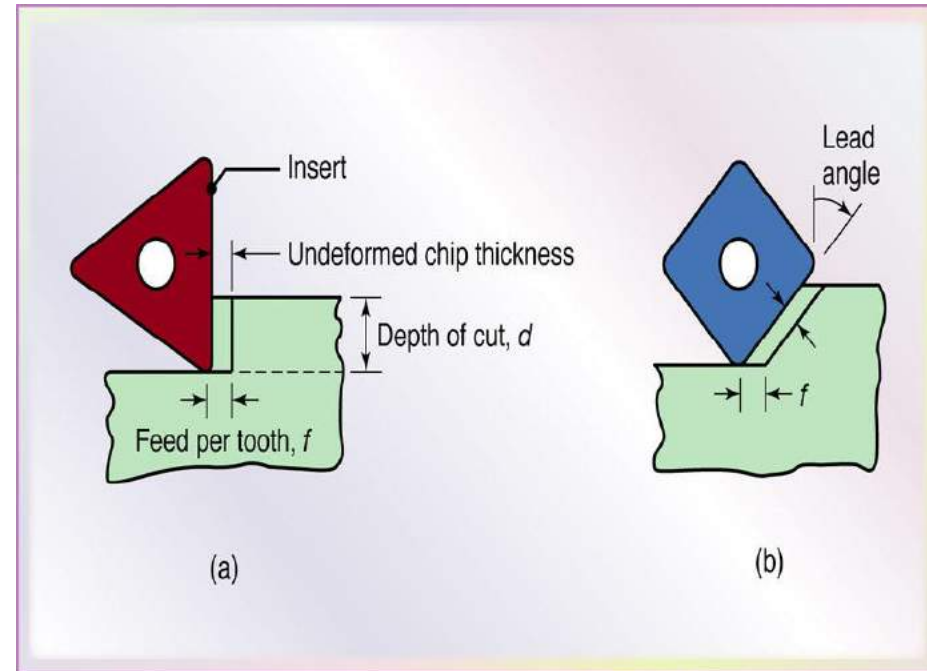 Insert
Undeformed chip thickness
Depth of cut, d
Feed per tooth, f
(a)
Lead
angle
f
(b)